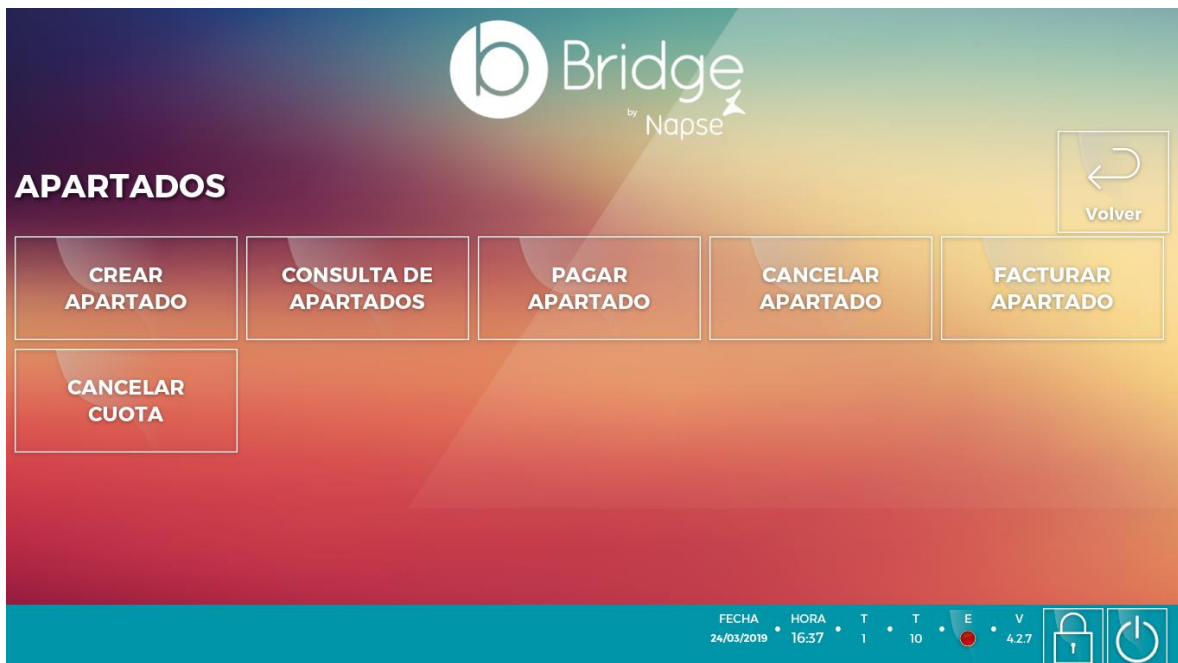 b Bridge
by Napse
APARTADOS
Volver
CREAR
APARTADO
CONSULTA DE
APARTADOS
PAGAR
APARTADO
CANCELAR
APARTADO
FACTURAR
APARTADO
CANCELAR
CUOTA
FECHA HORA T T E V
24/03/2019 16:37 1 10 4.2.7